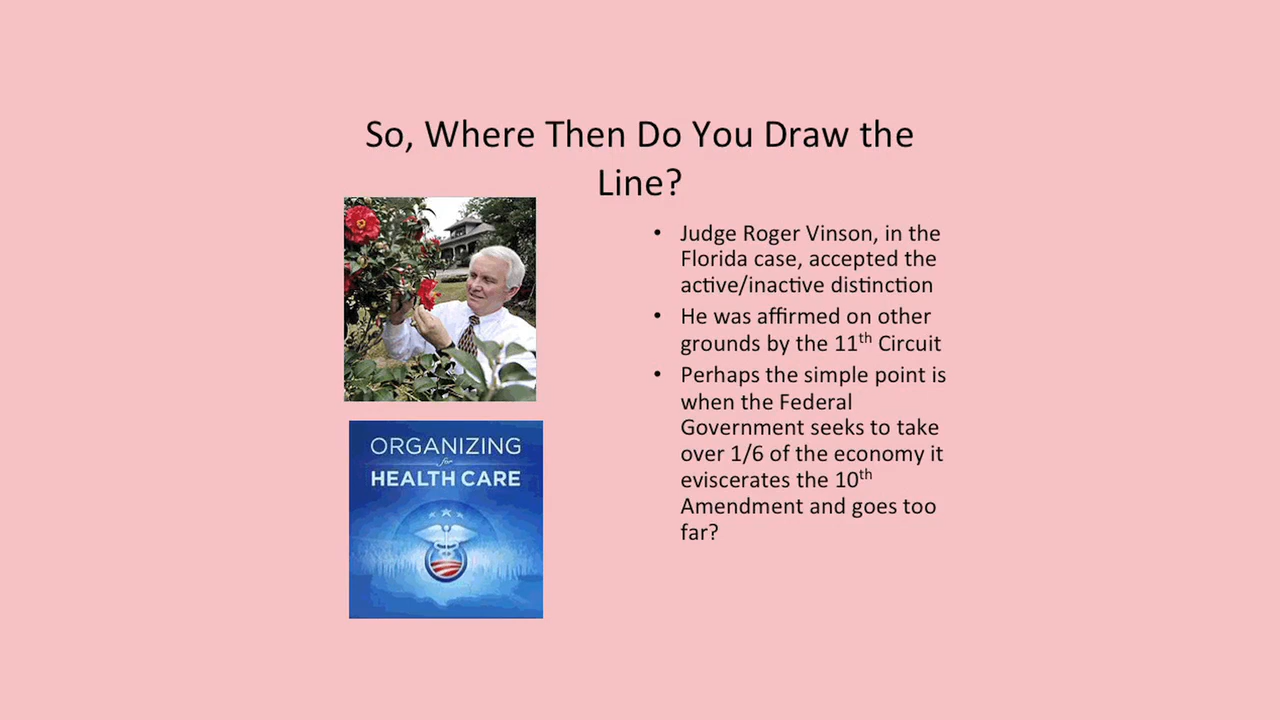 So, Where Then Do You Draw the
Line?
• Judge Roger Vinson, in the
Florida case, accepted the
active/inactive distinction
• He was affirmed on other
grounds by the 11th Circuit
• Perhaps the simple point is
when the Federal
Government seeks to take
over 1/6 of the economy it
eviscerates the 10th
Amendment and goes too
far?
ORGANIZING
for
HEALTH CARE